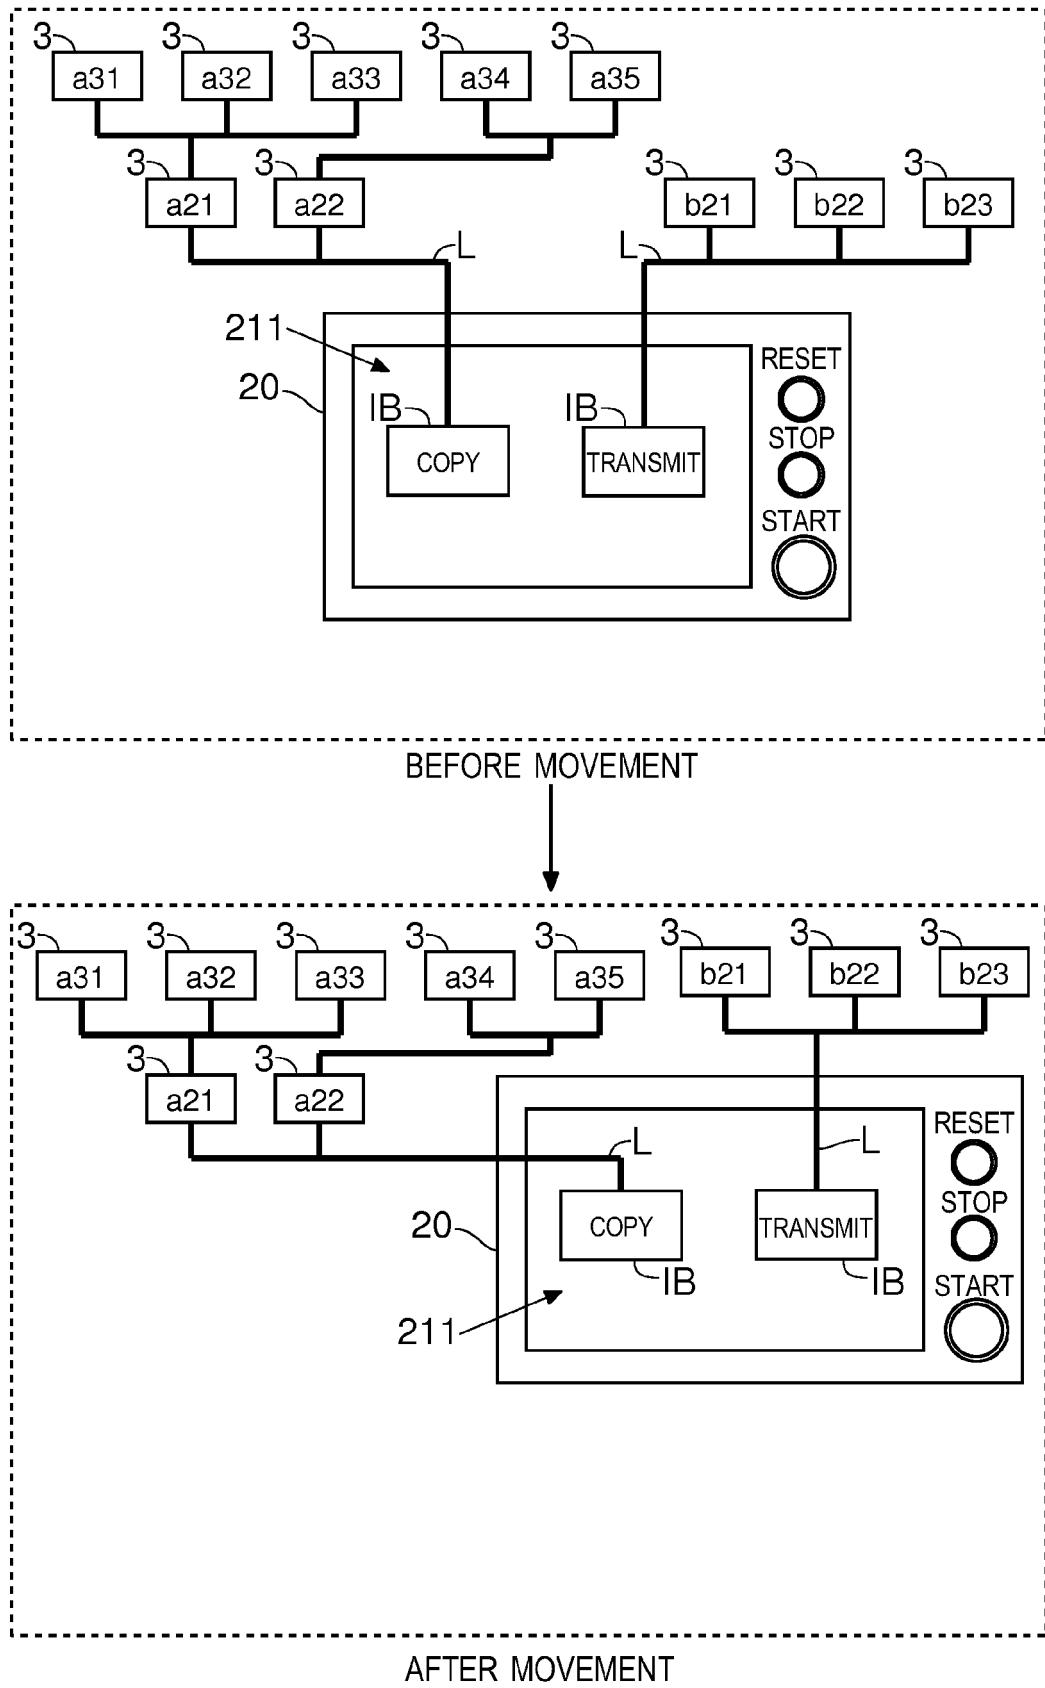 3 3 3 3 3
a31 a32 a33 a34 a35
3 3 3 3 3
a21 a22 b21 b22 b23
L L
211
RESET
20
IB IB
STOP
COPY TRANSMIT
START
BEFORE MOVEMENT
3 3 3 3 3 3 3 3
a31 a32 a33 a34 a35 b21 b22 b23
3 3
a21 a22
RESET
L L
STOP
20 COPY TRANSMIT
IB IB
START
211
AFTER MOVEMENT